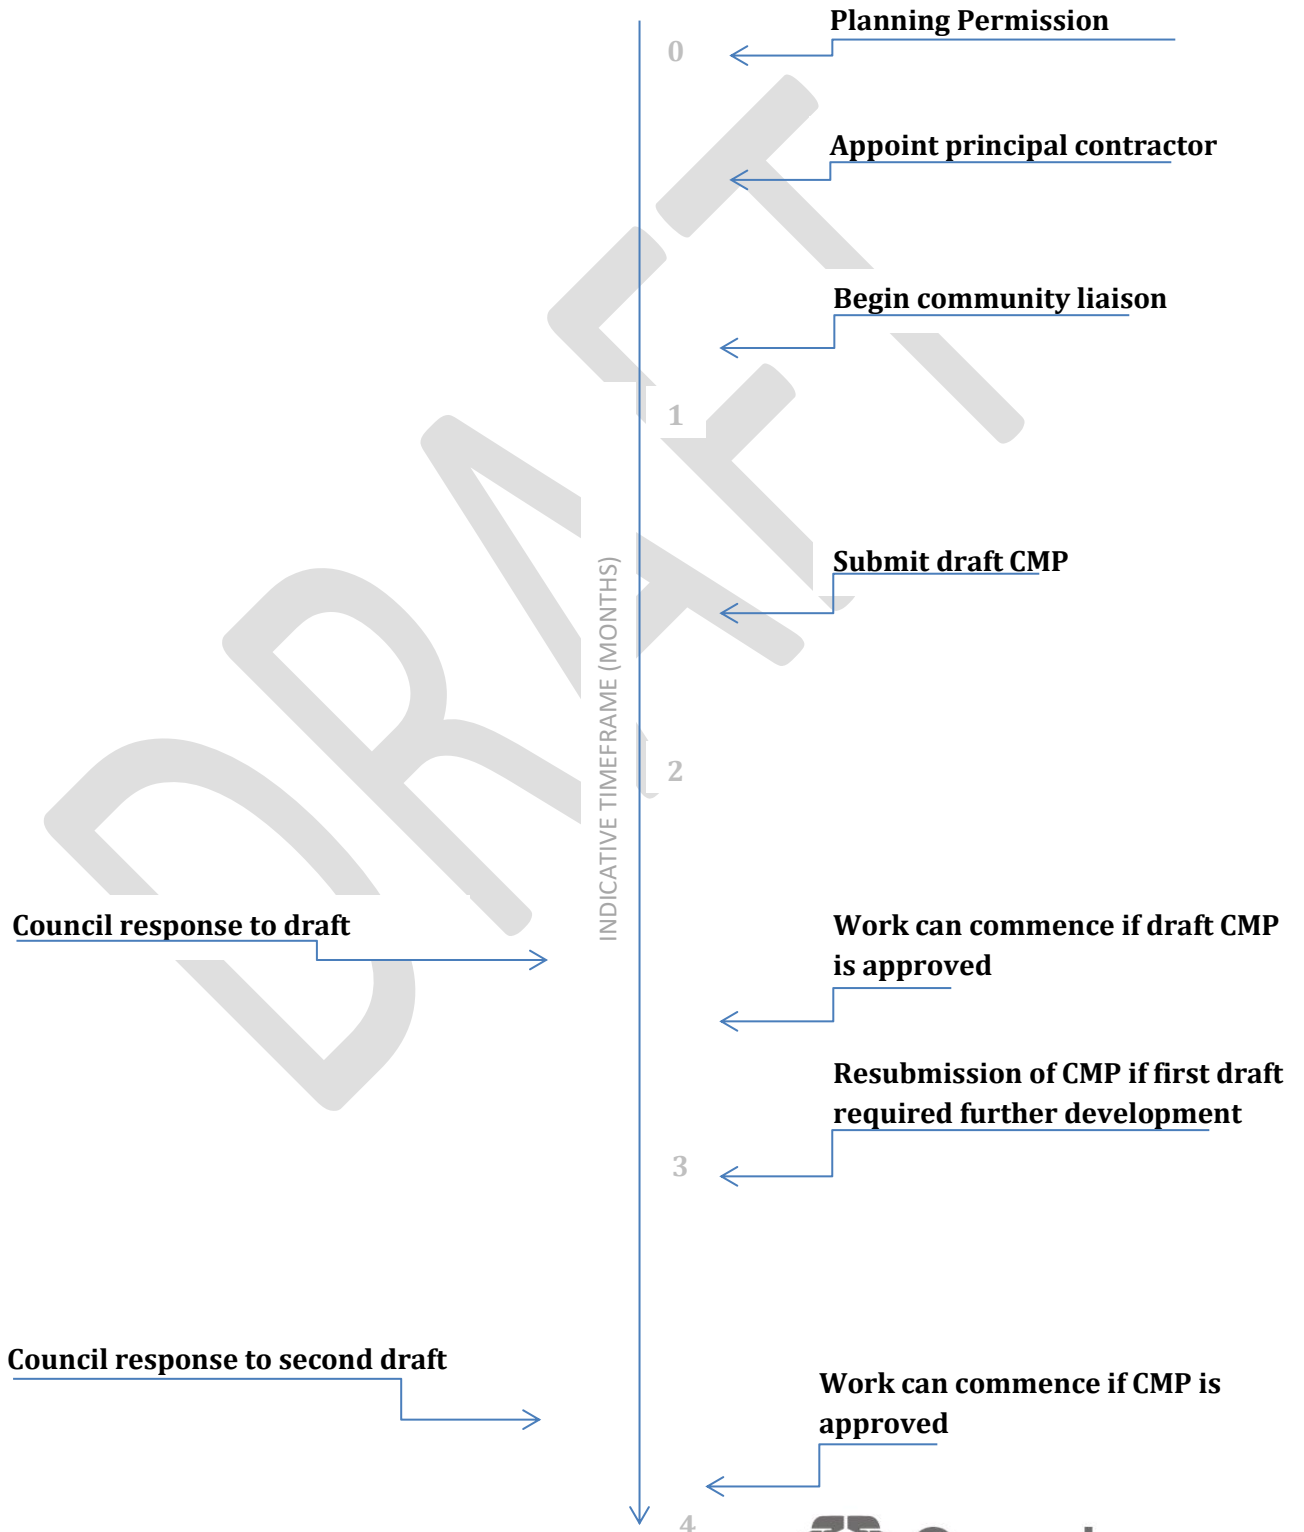 Planning Permission
0
Appoint principal contractor
Begin community liaison
1
Submit draft CMP
INDICATIVE TIMEFRAME (MONTHS)
2
Council response to draft
Work can commence if draft CMP
is approved
Resubmission of CMP if first draft
required further development
3
Council response to second draft
Work can commence if CMP is
approved
4
DRAFT